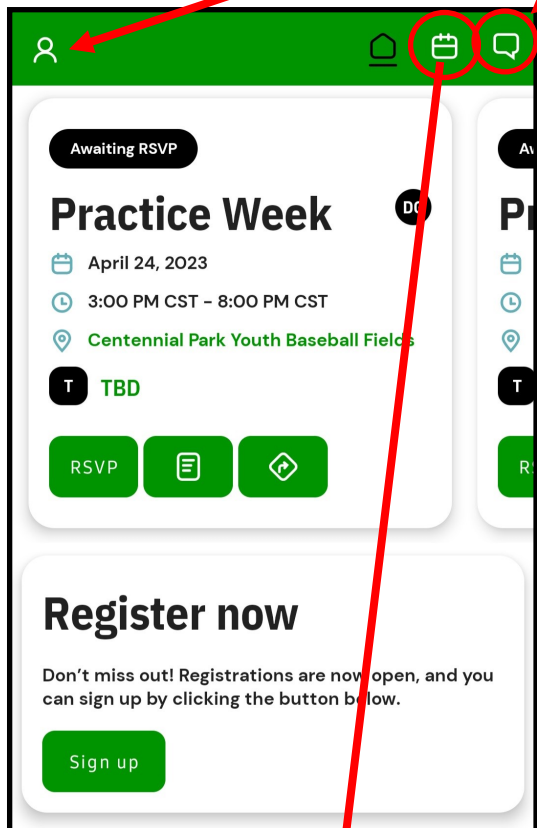 Awaiting RSVP
Practice Week
April 24, 2023
3:00 PM CST - 8:00 PM CST
Centennial Park Youth Baseball Fields
T TBD
RSVP
Register now
Don't miss out! Registrations are now open, and you
can sign up by clicking the button below.
Sign up
T